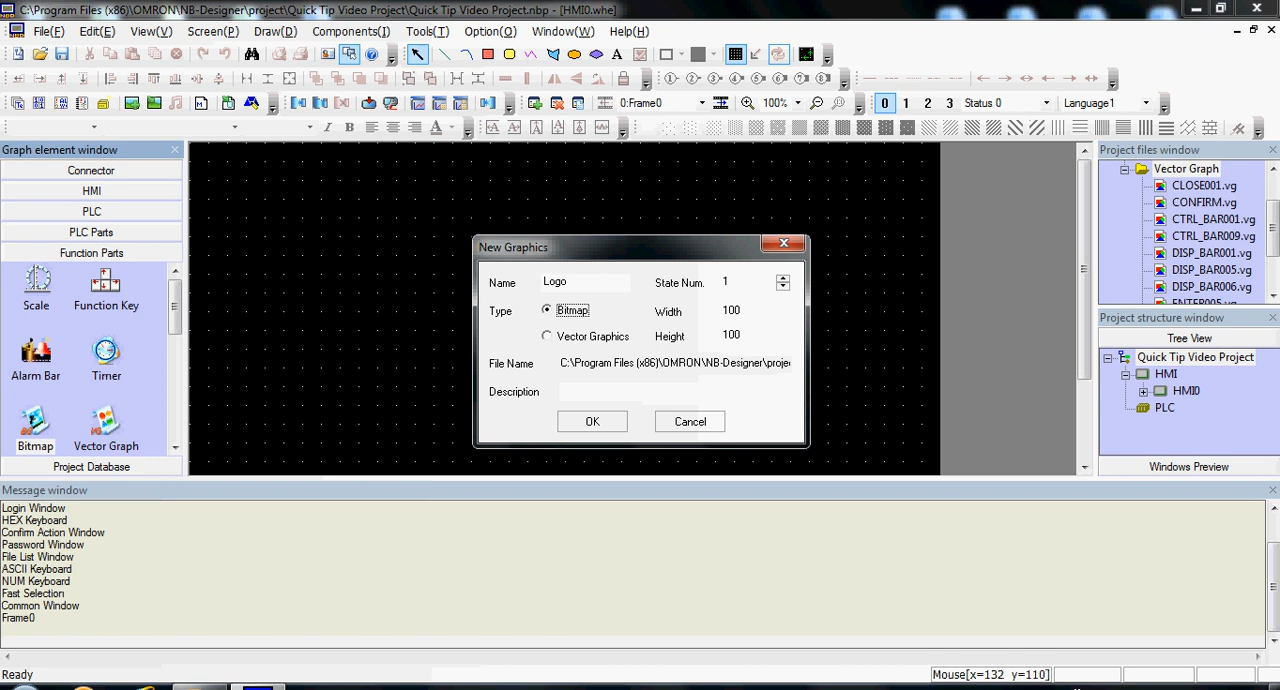 C:\Program Files (x86)\OMRON\NB-Designer\project\Quick Tip Video Project\Quick Tip Video Project.nbp - [HMI0.whe]
File(F) Edit(E) View(V) Screen(P) Draw(D) Components(I) Tools(T) Option(Q) Window(W) Help(H)
0:Frame0 100% 0 1 2 3 Status 0 Language1
Graph element window
Connector
HMI
PLC
PLC Parts
Function Parts
Scale Function Key
Alarm Bar Timer
Bitmap Vector Graph
Project Database
New Graphics
Name Logo State Num. 1
Type Bitmap Width 100
Vector Graphics Height 100
File Name C:\Program Files (x86)\OMRON\NB-Designer\projec
Description
OK Cancel
Project files window
Vector Graph
CLOSE001.vg
CONFIRM.vg
CTRL_BAR001.vg
CTRL_BAR009.vg
DISP_BAR001.vg
DISP_BAR005.vg
DISP_BAR006.vg
ENTER005.vg
Project structure window
Tree View
Quick Tip Video Project
HMI
HMI0
PLC
Windows Preview
Message window
Login Window
HEX Keyboard
Confirm Action Window
Password Window
File List Window
ASCII Keyboard
NUM Keyboard
Fast Selection
Common Window
Frame0
Ready Mouse[x=132 y=110]